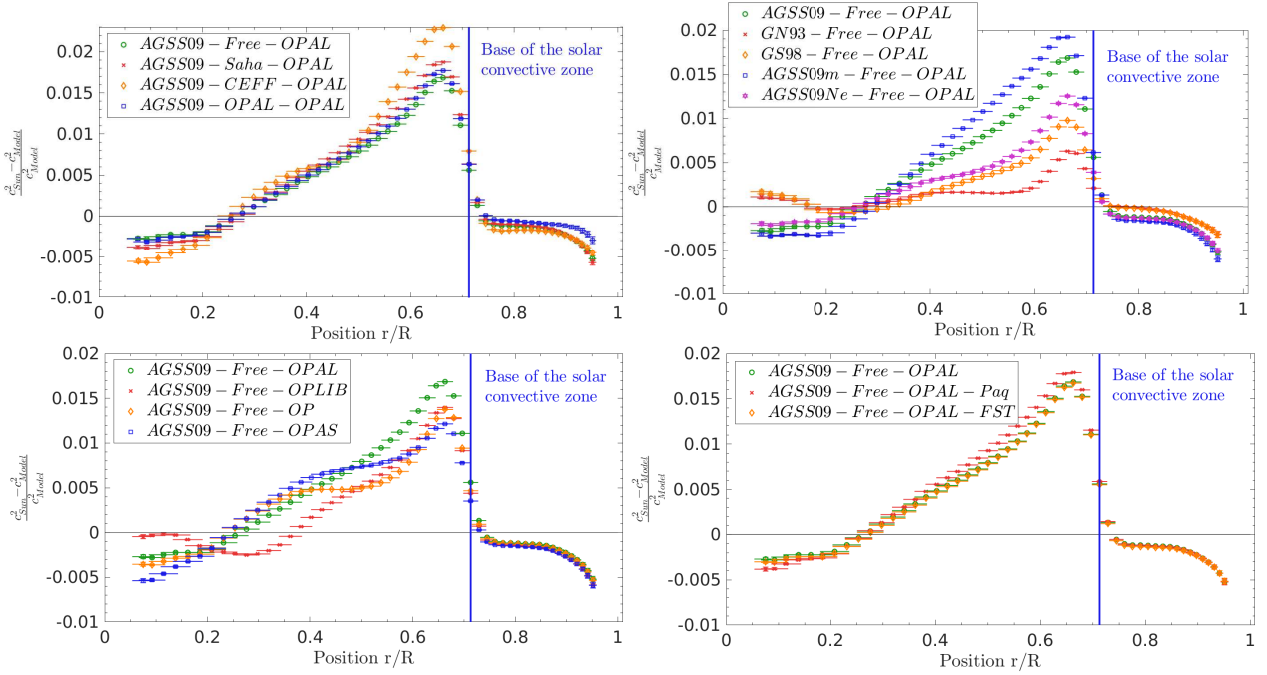 AGSS09 − Free − OPAL
AGSS09 − Saha − OPAL
AGSS09 − CEFF − OPAL
AGSS09 − OPAL − OPAL
Base of the solar
convective zone
0.02
0.015
0.01
0.005
0
-0.005
-0.01
0
0.2
0.4
0.6
0.8
1
Position r/R
c²Sun−c²Model
c²Model
AGSS09 − Free − OPAL
GN93 − Free − OPAL
GS98 − Free − OPAL
AGSS09m − Free − OPAL
AGSS09Ne − Free − OPAL
Base of the solar
convective zone
0.02
0.015
0.01
0.005
0
-0.005
-0.01
0
0.2
0.4
0.6
0.8
1
Position r/R
c²Sun−c²Model
c²Model
AGSS09 − Free − OPAL
AGSS09 − Free − OPLIB
AGSS09 − Free − OP
AGSS09 − Free − OPAS
Base of the solar
convective zone
0.02
0.015
0.01
0.005
0
-0.005
-0.01
0
0.2
0.4
0.6
0.8
1
Position r/R
c²Sun−c²Model
c²Model
AGSS09 − Free − OPAL
AGSS09 − Free − OPAL − Paq
AGSS09 − Free − OPAL − FST
Base of the solar
convective zone
0.02
0.015
0.01
0.005
0
-0.005
-0.01
0
0.2
0.4
0.6
0.8
1
Position r/R
c²Sun−c²Model
c²Model